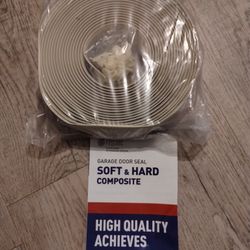 GARAGE DOOR SEAL
SOFT & HARD
COMPOSITE
HIGH QUALITY
ACHIEVES